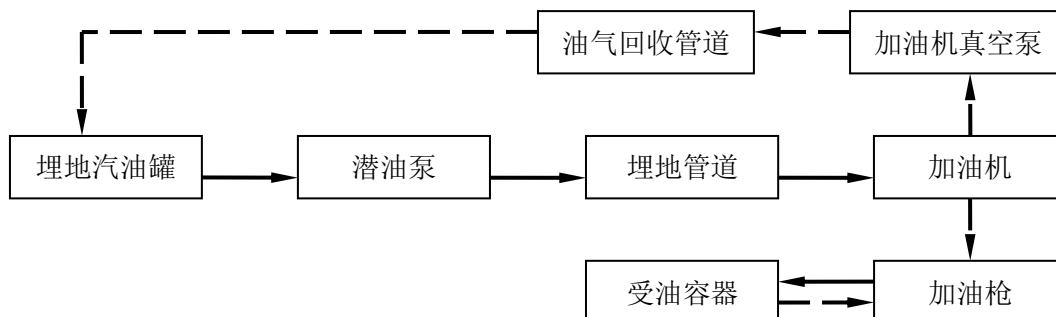 油气回收管道
加油机真空泵
埋地汽油罐
潜油泵
埋地管道
加油机
受油容器
加油枪